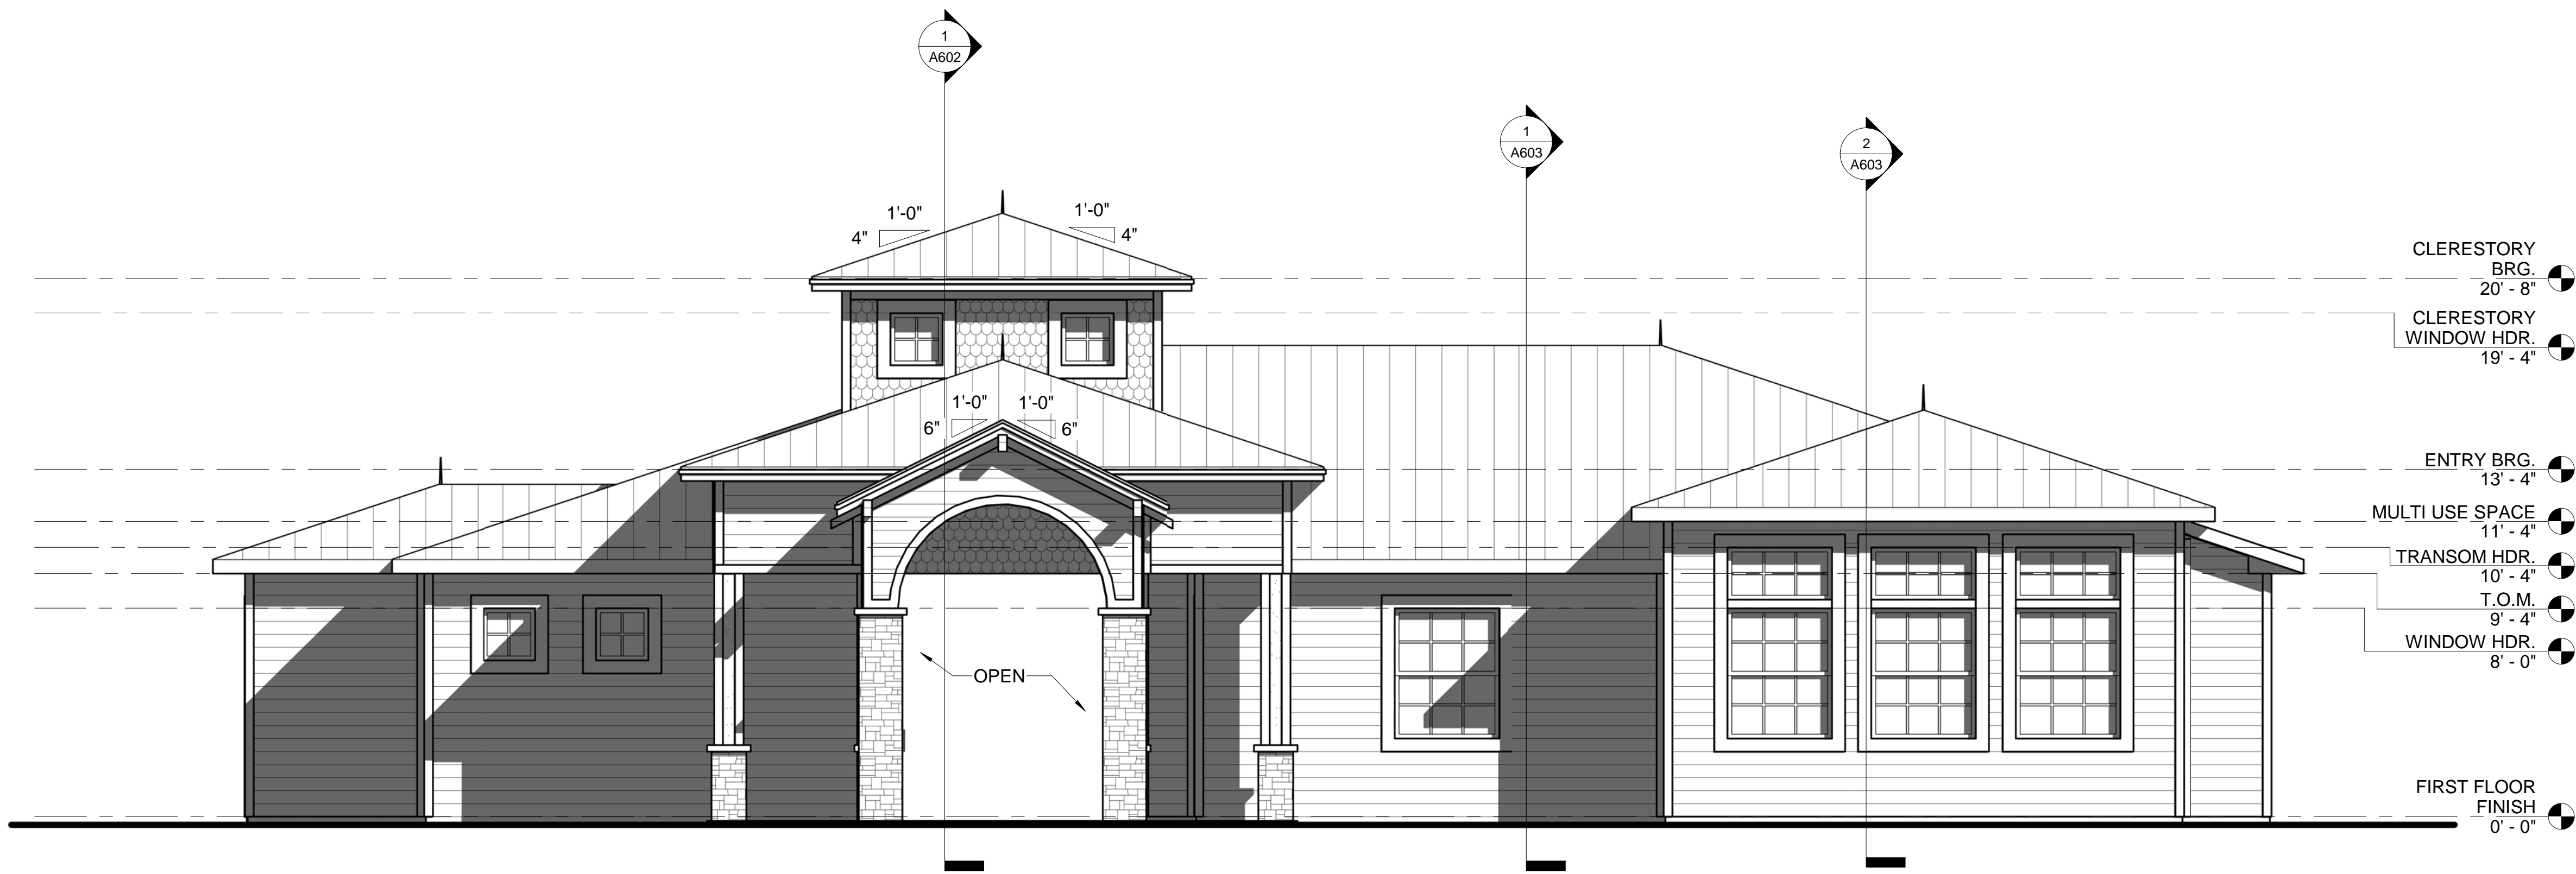 1
A602
1
A603
2
A603
1'-0"
1'-0"
4"
4"
CLERESTORY
BRG.
20' - 8"
CLERESTORY
WINDOW HDR.
19' - 4"
1'-0"
1'-0"
6"
6"
ENTRY BRG.
13' - 4"
MULTI USE SPACE
11' - 4"
TRANSOM HDR.
10' - 4"
T.O.M.
9' - 4"
WINDOW HDR.
8' - 0"
OPEN
FIRST FLOOR
FINISH
0' - 0"